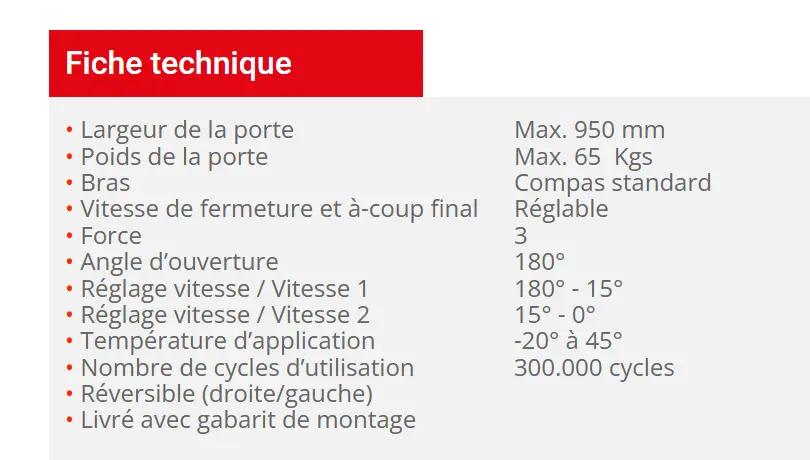 Fiche technique
• Largeur de la porte Max. 950 mm
• Poids de la porte Max. 65 Kgs
• Bras Compas standard
• Vitesse de fermeture et à-coup final Réglable
• Force 3
• Angle d’ouverture 180°
• Réglage vitesse / Vitesse 1 180° - 15°
• Réglage vitesse / Vitesse 2 15° - 0°
• Température d’application -20° à 45°
• Nombre de cycles d’utilisation 300.000 cycles
• Réversible (droite/gauche)
• Livré avec gabarit de montage